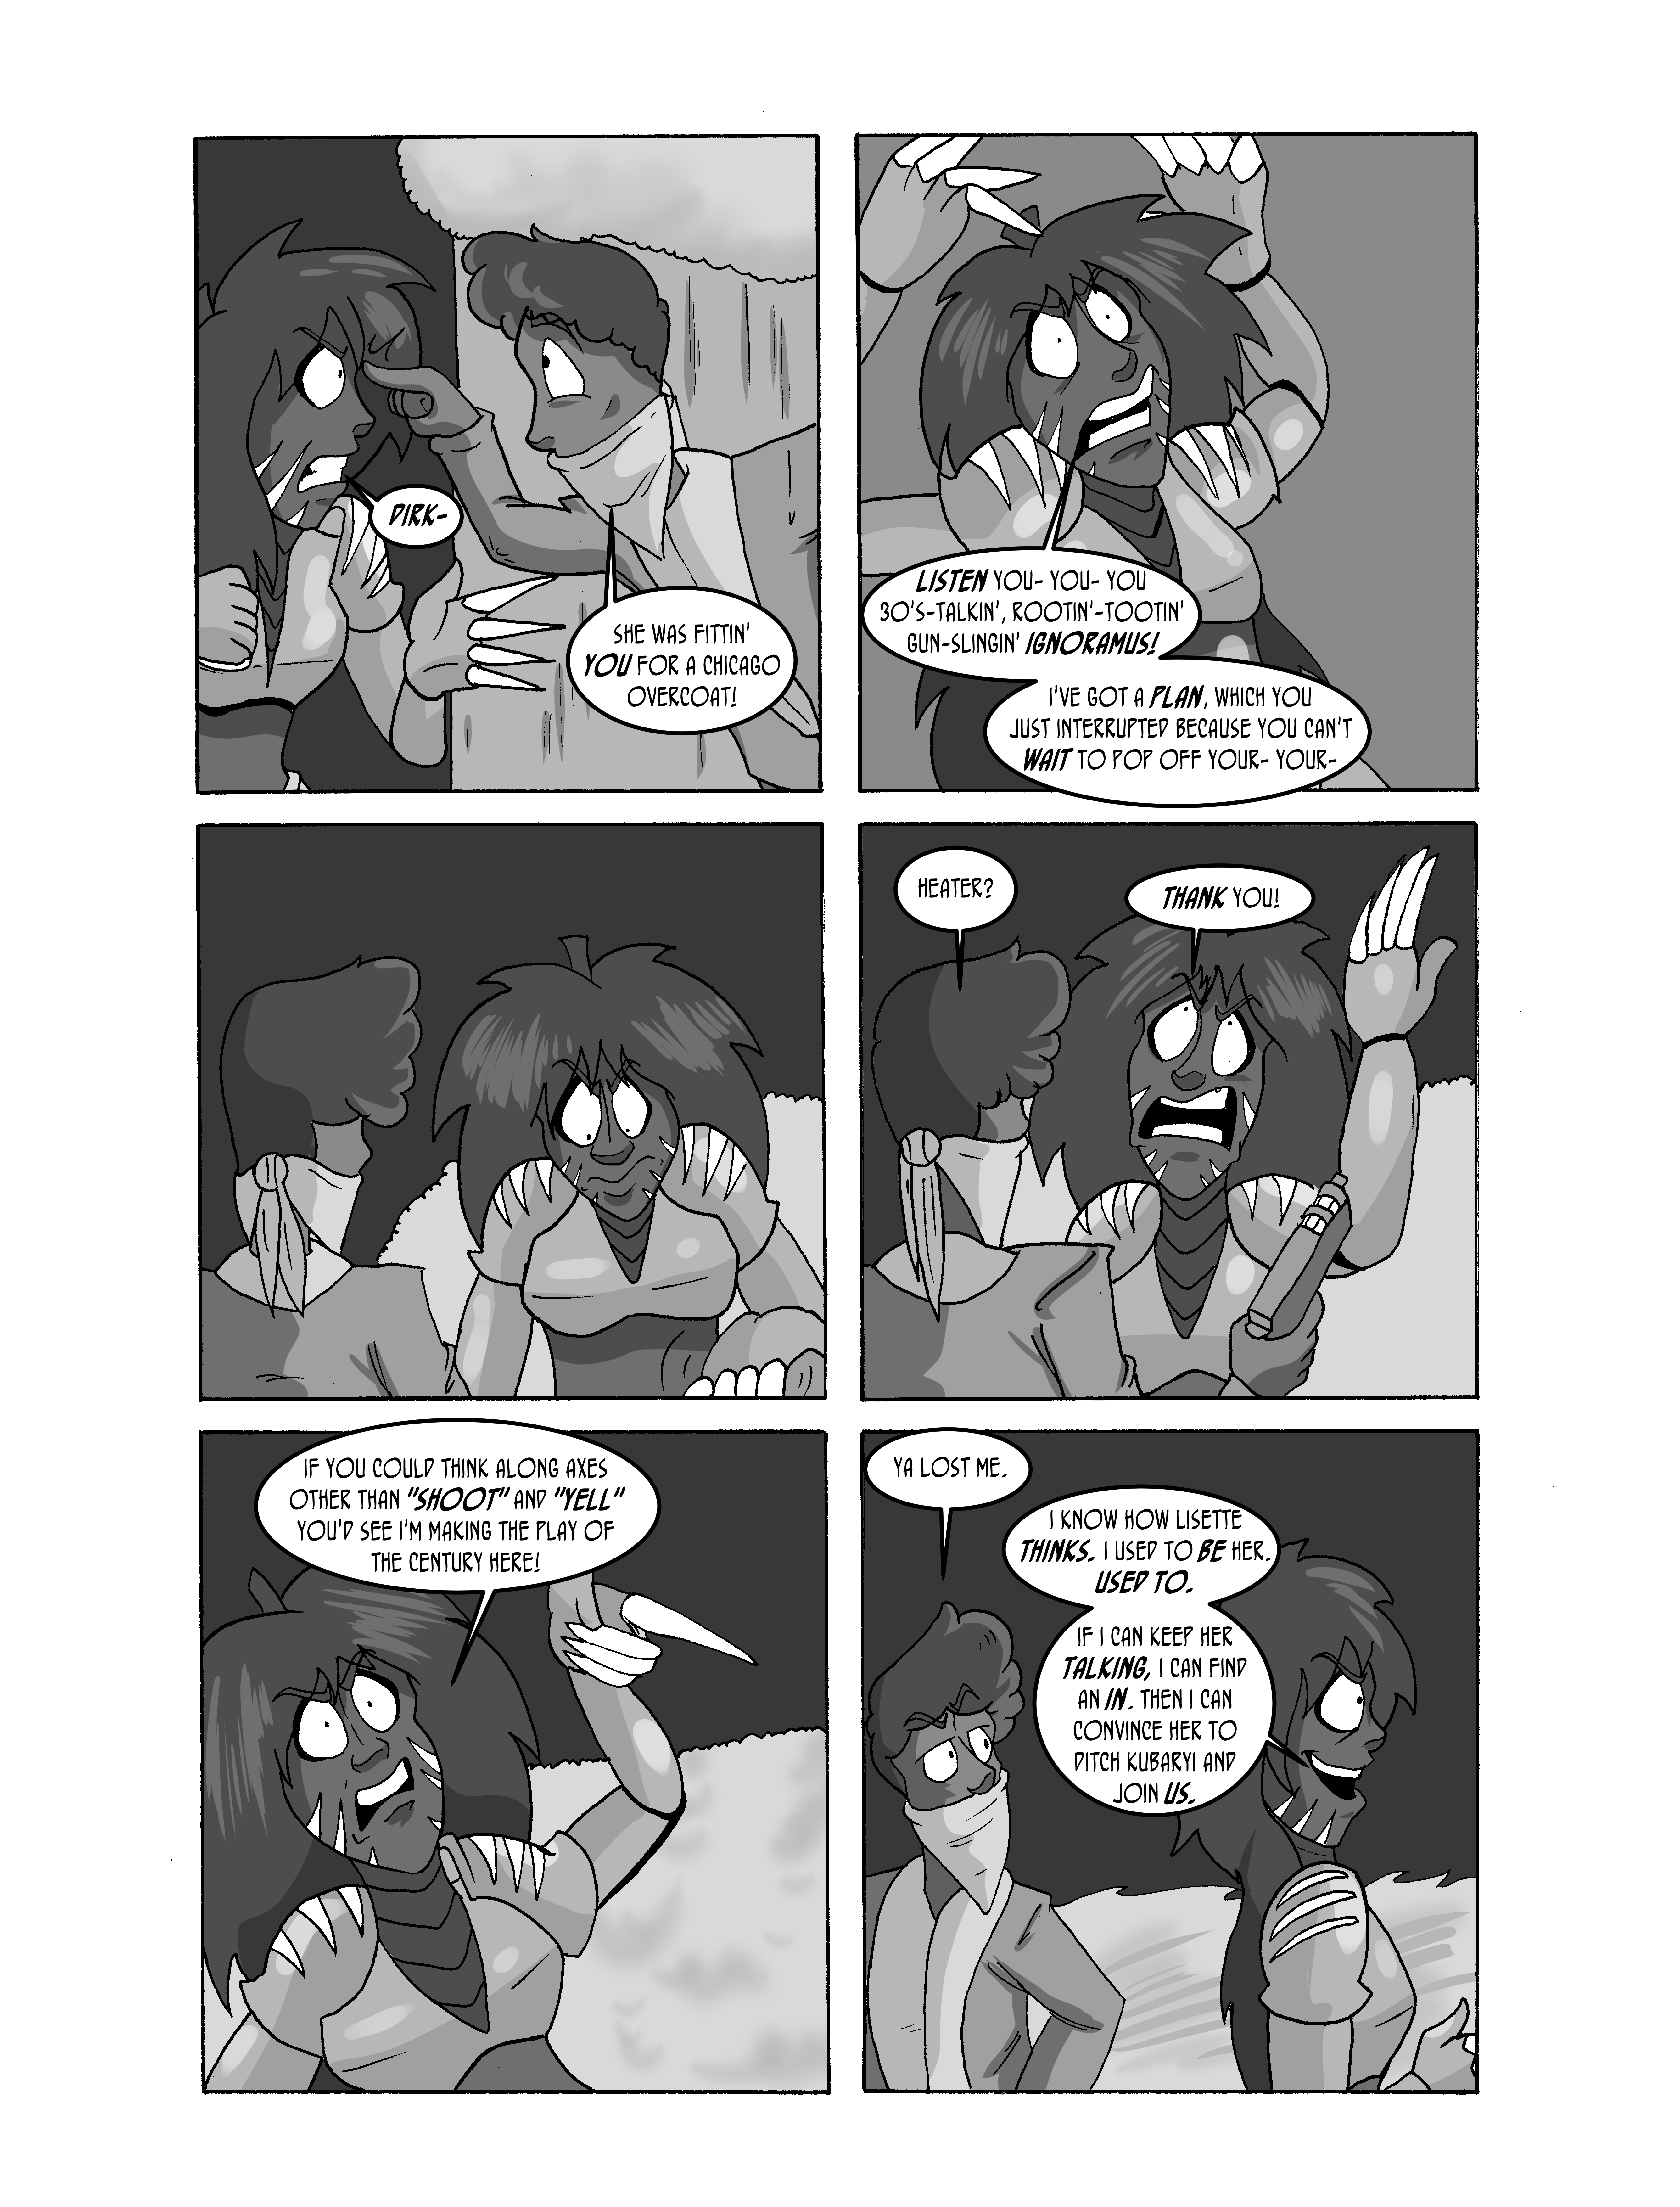 DIRK-
SHE WAS FITTIN'
YOU FOR A CHICAGO
OVERCOAT!
LISTEN YOU- YOU- YOU
30'S-TALKIN', ROOTIN'-TOOTIN'
GUN-SLINGIN' IGNORAMUS!
I'VE GOT A PLAN, WHICH YOU
JUST INTERRUPTED BECAUSE YOU CAN'T
WAIT TO POP OFF YOUR- YOUR-
HEATER?
THANK YOU!
IF YOU COULD THINK ALONG AXES
OTHER THAN "SHOOT" AND "YELL"
YOU'D SEE I'M MAKING THE PLAY OF
THE CENTURY HERE!
YA LOST ME.
I KNOW HOW LISETTE
THINKS. I USED TO BE HER.
USED TO.
IF I CAN KEEP HER
TALKING, I CAN FIND
AN IN. THEN I CAN
CONVINCE HER TO
DITCH KUBARYI AND
JOIN US.